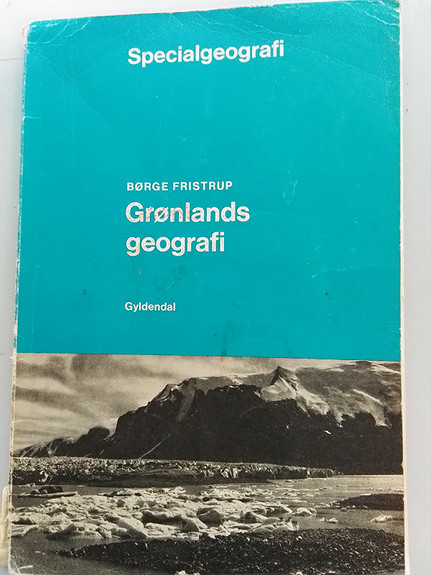 Specialgeografi
BØRGE FRISTRUP
Grønlands
geografi
Gyldendal